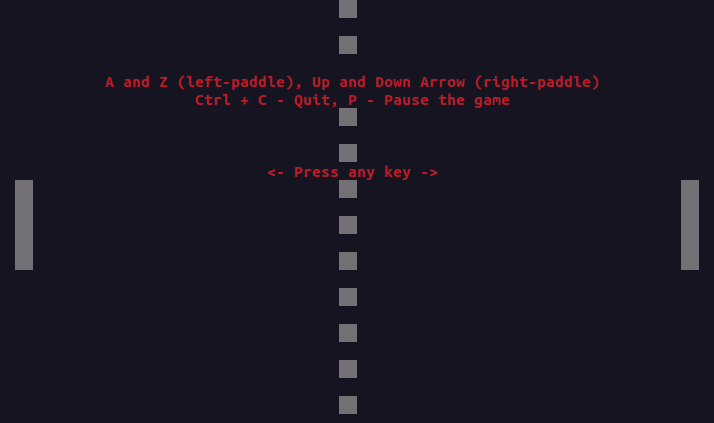 A and Z (left-paddle), Up and Down Arrow (right-paddle)
Ctrl + C - Quit, P - Pause the game
<- Press any key ->